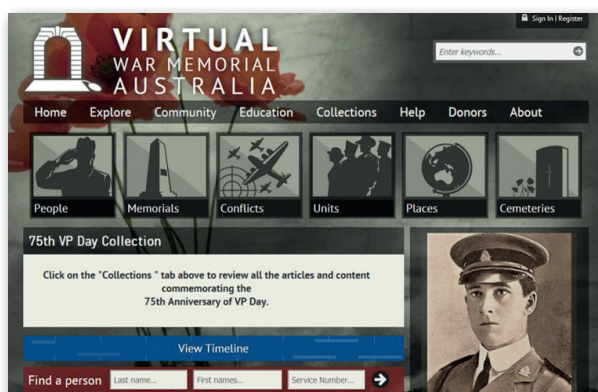 Sign In | Register
VIRTUAL
WAR MEMORIAL
AUSTRALIA
Enter keywords...
Home Explore Community Education Collections Help Donors About
People Memorials Conflicts Units Places Cemeteries
75th VP Day Collection
Click on the "Collections " tab above to review all the articles and content
commemorating the
75th Anniversary of VP Day.
View Timeline
Find a person Last name... First names... Service Number...